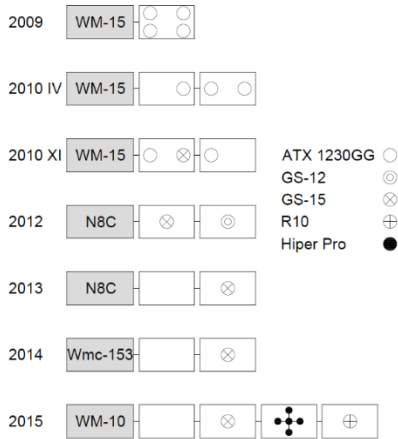 2009 WM-15
2010 IV WM-15
2010 XI WM-15
ATX 1230GG
GS-12
GS-15
2012 N8C
R10
Hiper Pro
2013 N8C
2014 Wmc-153
2015 WM-10